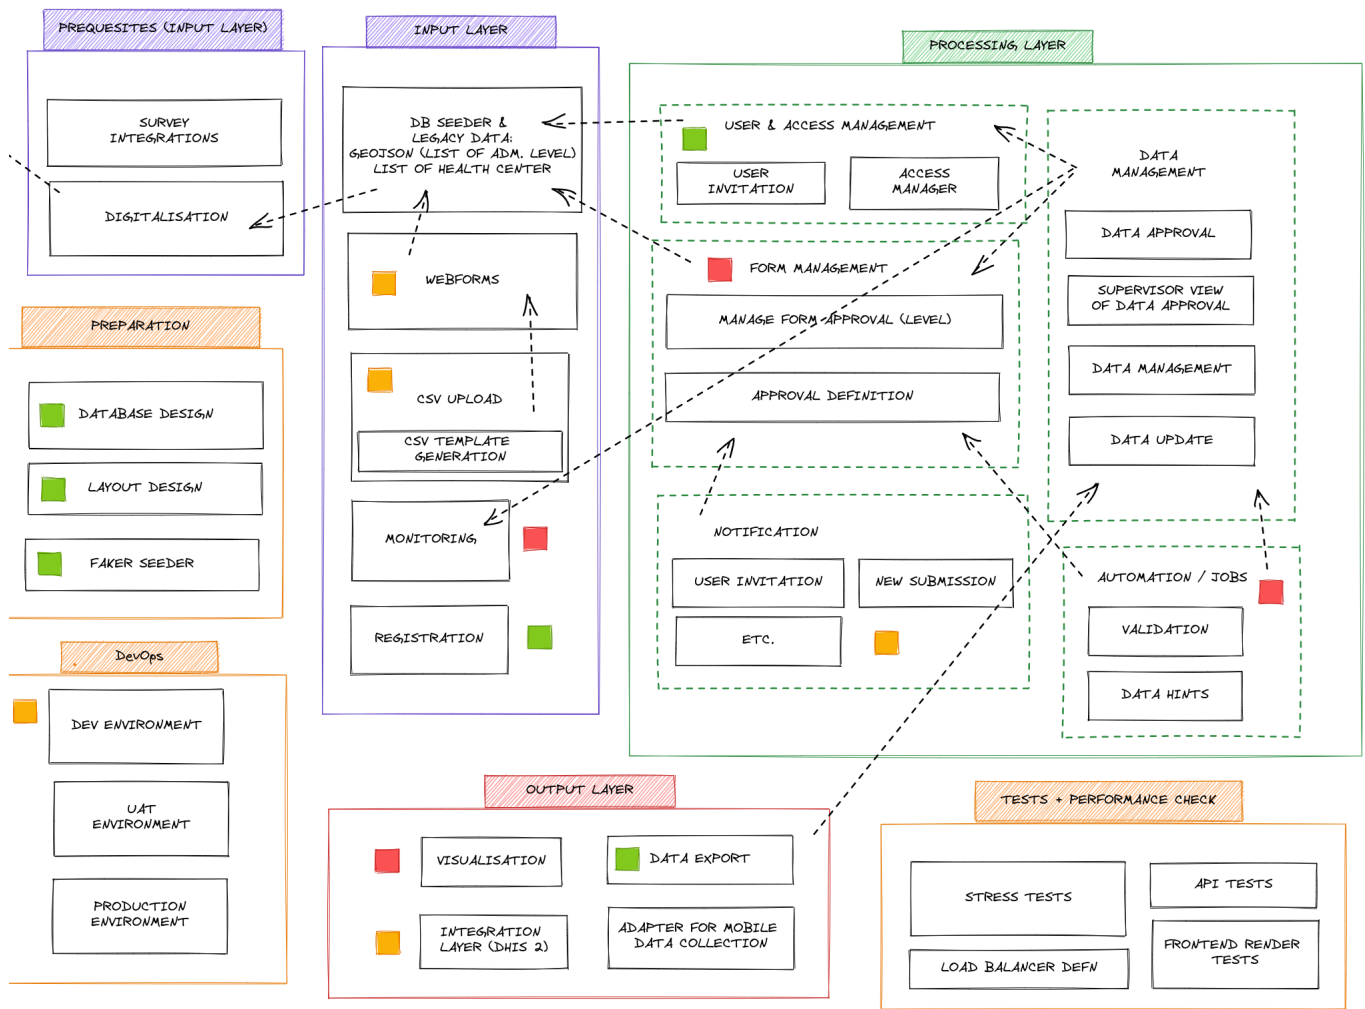 PREQUESITES (INPUT LAYER)
SURVEY
INTEGRATIONS
DIGITALISATION
PREPARATION
DATABASE DESIGN
LAYOUT DESIGN
FAKER SEEDER
DevOps
DEV ENVIRONMENT
UAT
ENVIRONMENT
PRODUCTION
ENVIRONMENT
INPUT LAYER
DB SEEDER &
LEGACY DATA:
GEOJSON (LIST OF ADM. LEVEL)
LIST OF HEALTH CENTER
WEBFORMS
CSV UPLOAD
CSV TEMPLATE
GENERATION
MONITORING
REGISTRATION
PROCESSING LAYER
USER & ACCESS MANAGEMENT
USER
INVITATION
ACCESS
MANAGER
FORM MANAGEMENT
MANAGE FORM APPROVAL (LEVEL)
APPROVAL DEFINITION
NOTIFICATION
USER INVITATION
NEW SUBMISSION
ETC.
DATA
MANAGEMENT
DATA APPROVAL
SUPERVISOR VIEW
OF DATA APPROVAL
DATA MANAGEMENT
DATA UPDATE
AUTOMATION / JOBS
VALIDATION
DATA HINTS
OUTPUT LAYER
VISUALISATION
DATA EXPORT
INTEGRATION
LAYER (DHIS 2)
ADAPTER FOR MOBILE
DATA COLLECTION
TESTS + PERFORMANCE CHECK
STRESS TESTS
API TESTS
LOAD BALANCER DEFN
FRONTEND RENDER
TESTS